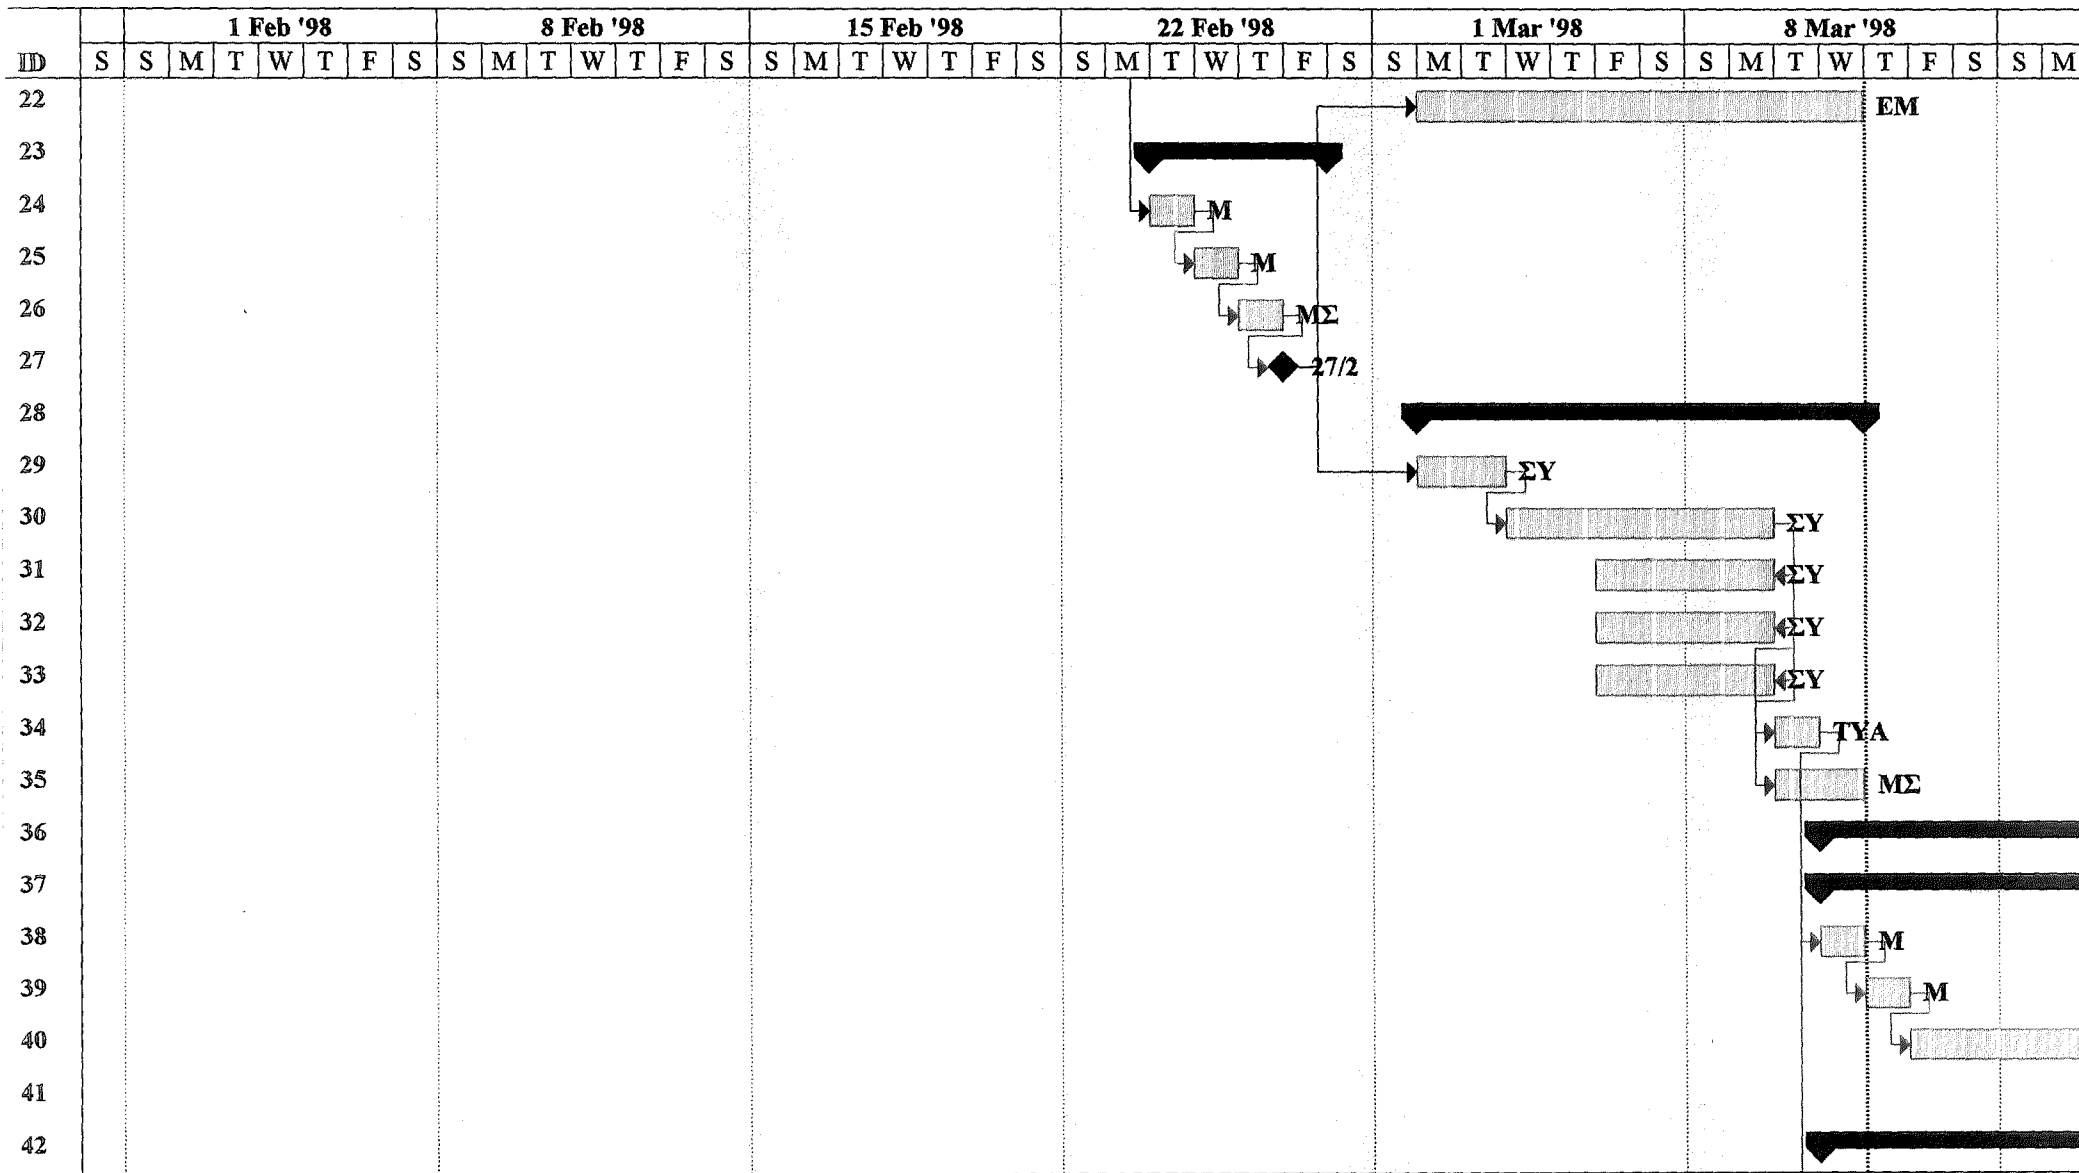 1 Feb '98 8 Feb '98 15 Feb '98 22 Feb '98 1 Mar '98 8 Mar '98
ID S S M T W T F S S M T W T F S S M T W T F S S M T W T F S S M T W T F S S M T W T F S S M
22 EM
23
24 M
25 M
26 ΜΣ
27 27/2
28
29 ΣΥ
30 ΣΥ
31 ΣΥ
32 ΣΥ
33 ΣΥ
34 ΤΥΑ
35 ΜΣ
36
37
38 M
39 M
40
41
42